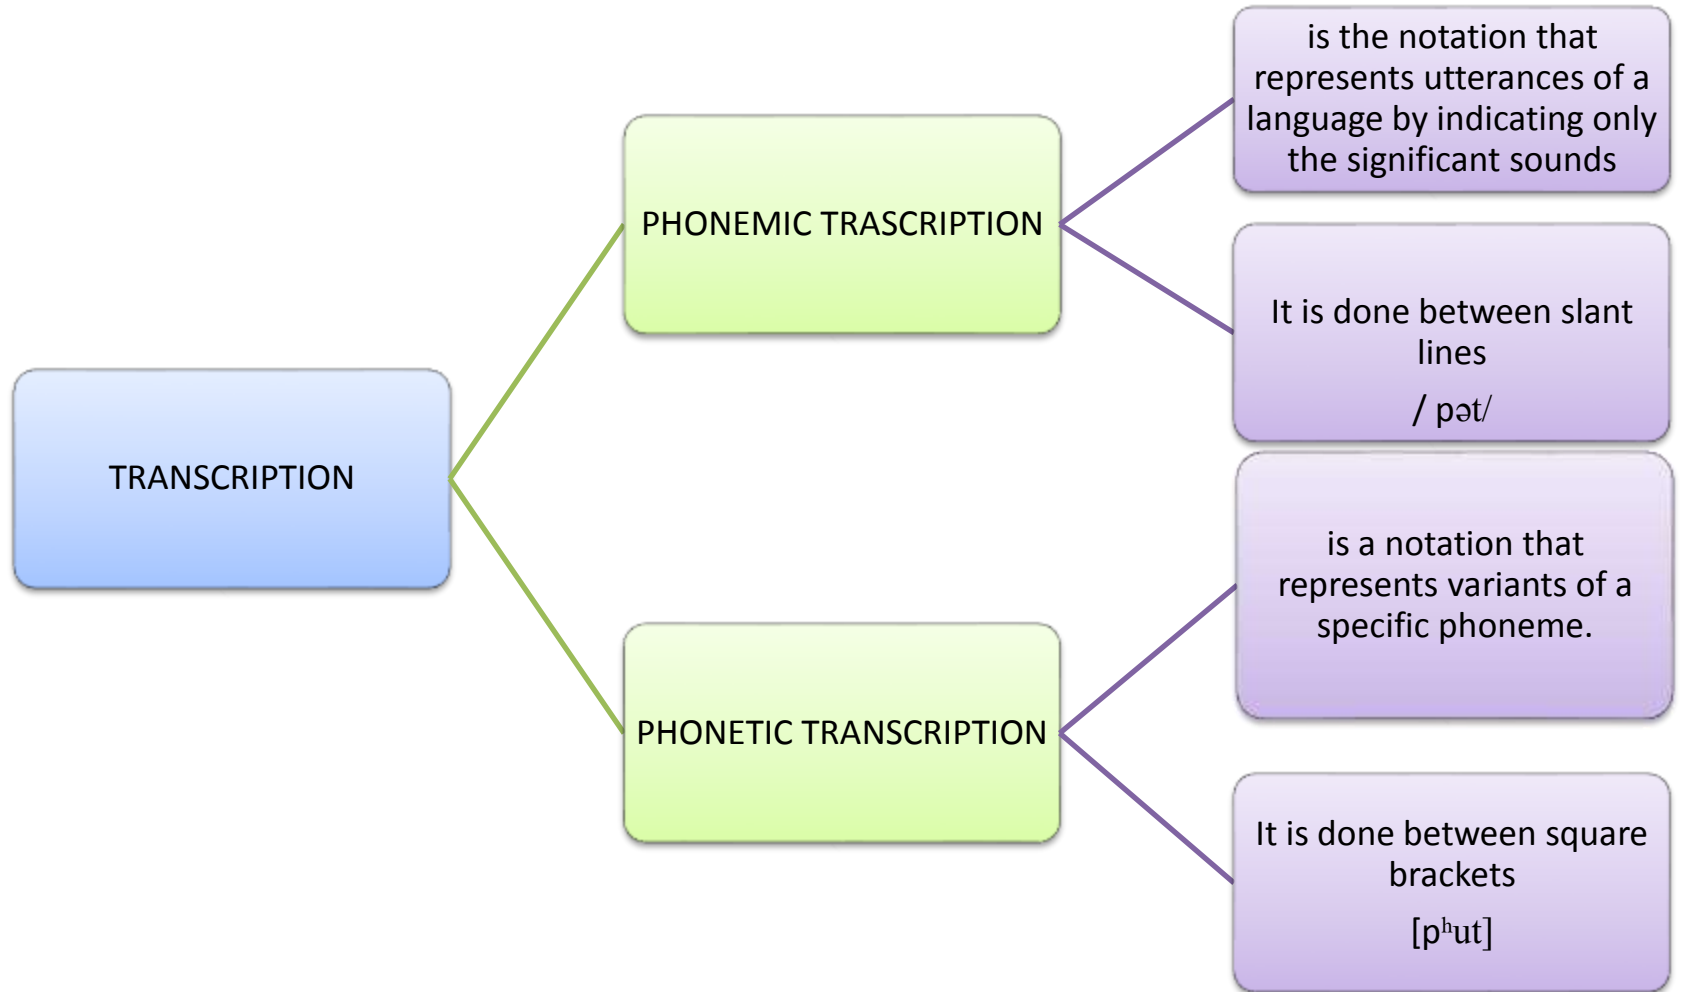 TRANSCRIPTION
PHONEMIC TRASCRIPTION
is the notation that
represents utterances of a
language by indicating only
the significant sounds
It is done between slant
lines
/ pət/
PHONETIC TRANSCRIPTION
is a notation that
represents variants of a
specific phoneme.
It is done between square
brackets
[pʰut]